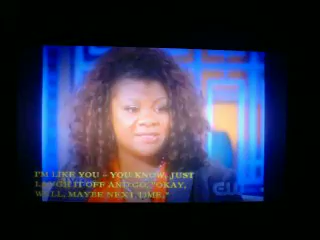 I'M LIKE YOU – YOU KNOW, JUST
LAUGH IT OFF AND GO, "OKAY,
WELL, MAYBE NEXT TIME."
CW